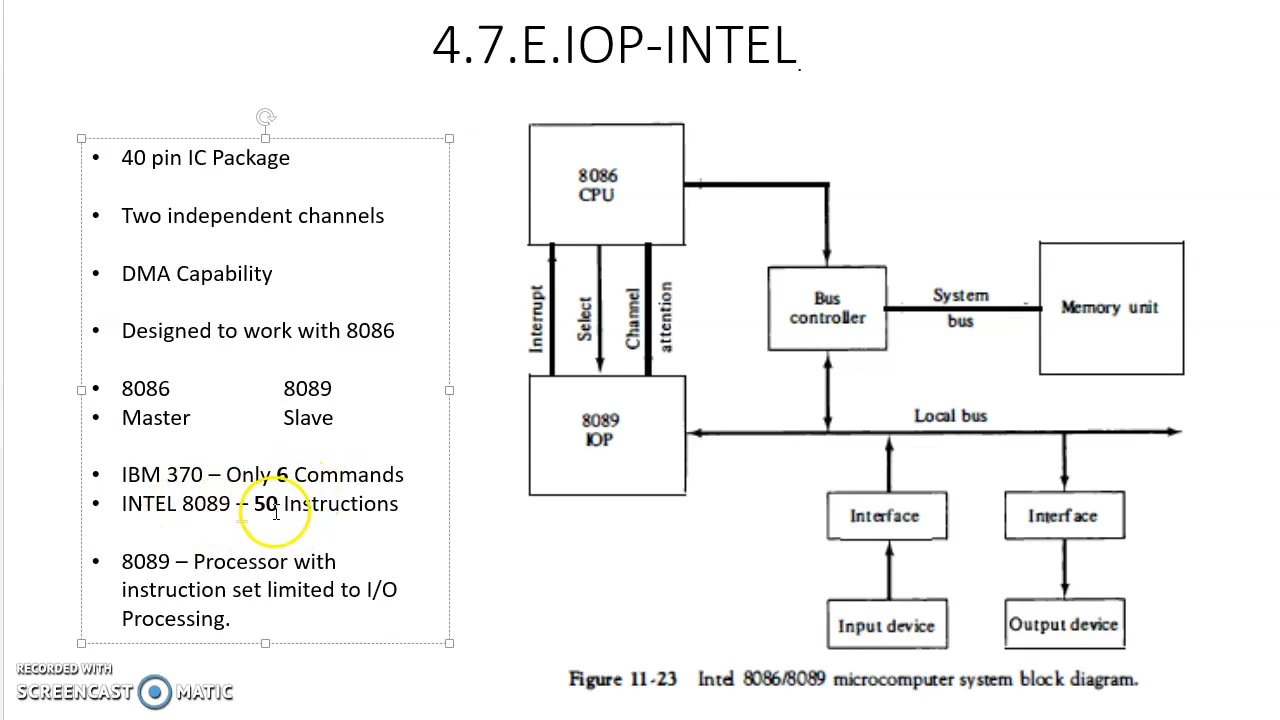 4.7.E.IOP-INTEL.
• 40 pin IC Package
• Two independent channels
• DMA Capability
• Designed to work with 8086
• 8086 8089
• Master Slave
• IBM 370 – Only 6 Commands
• INTEL 8089 – 50 Instructions
• 8089 – Processor with
instruction set limited to I/O
Processing.
8086
CPU
Interrupt
Select
Channel
attention
Bus
controller
System
bus
Memory unit
8089
IOP
Local bus
Interface
Interface
Input device
Output device
Figure 11-23 Intel 8086/8089 microcomputer system block diagram.
RECORDED WITH
SCREENCAST MATIC